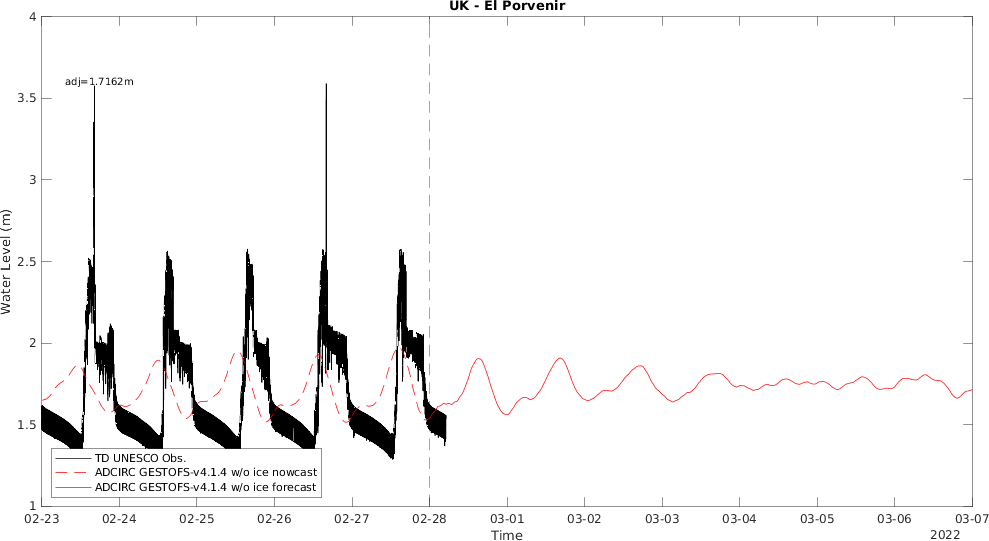 UK - El Porvenir
4
adj=1.7162m
3.5
3
2.5
Water Level (m)
2
1.5
TD UNESCO Obs.
ADCIRC GESTOFS-v4.1.4 w/o ice nowcast
ADCIRC GESTOFS-v4.1.4 w/o ice forecast
1
02-23 02-24 02-25 02-26 02-27 02-28 03-01 03-02 03-03 03-04 03-05 03-06 03-07
Time
2022